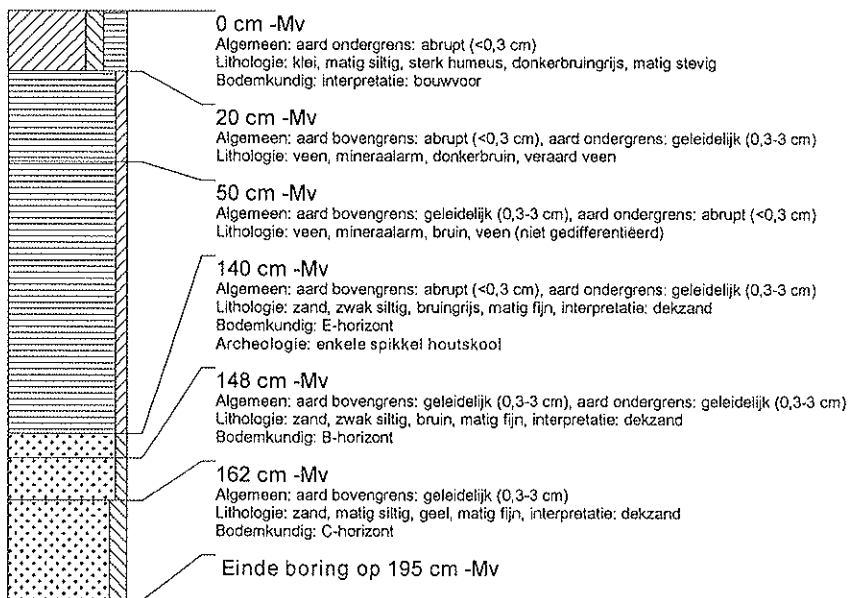 0 cm -Mv
Algemeen: aard ondergrens: abrupt (<0,3 cm)
Lithologie: klei, matig siltig, sterk humeus, donkerbruingrijs, matig stevig
Bodemkundig: interpretatie: bouwvoor
20 cm -Mv
Algemeen: aard bovengrens: abrupt (<0,3 cm), aard ondergrens: geleidelijk (0,3-3 cm)
Lithologie: veen, mineraalarm, donkerbruin, veraard veen
50 cm -Mv
Algemeen: aard bovengrens: geleidelijk (0,3-3 cm), aard ondergrens: abrupt (<0,3 cm)
Lithologie: veen, mineraalarm, bruin, veen (niet gedifferentiëerd)
140 cm -Mv
Algemeen: aard bovengrens: abrupt (<0,3 cm), aard ondergrens: geleidelijk (0,3-3 cm)
Lithologie: zand, zwak siltig, bruingrijs, matig fijn, interpretatie: dekzand
Bodemkundig: E-horizont
Archeologie: enkele spikkel houtskool
148 cm -Mv
Algemeen: aard bovengrens: geleidelijk (0,3-3 cm), aard ondergrens: geleidelijk (0,3-3 cm)
Lithologie: zand, zwak siltig, bruin, matig fijn, interpretatie: dekzand
Bodemkundig: B-horizont
162 cm -Mv
Algemeen: aard bovengrens: geleidelijk (0,3-3 cm)
Lithologie: zand, matig siltig, geel, matig fijn, interpretatie: dekzand
Bodemkundig: C-horizont
Einde boring op 195 cm -Mv